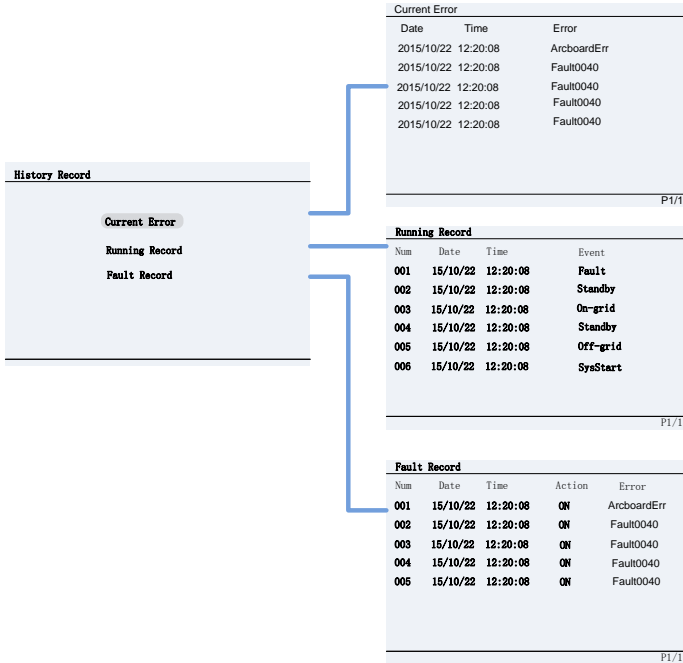 History Record
Current Error
Running Record
Fault Record
Current Error
Date Time Error
2015/10/22 12:20:08 ArcboardErr
2015/10/22 12:20:08 Fault0040
2015/10/22 12:20:08 Fault0040
2015/10/22 12:20:08 Fault0040
2015/10/22 12:20:08 Fault0040
P1/1
Running Record
Num Date Time Event
001 15/10/22 12:20:08 Fault
002 15/10/22 12:20:08 Standby
003 15/10/22 12:20:08 On-grid
004 15/10/22 12:20:08 Standby
005 15/10/22 12:20:08 Off-grid
006 15/10/22 12:20:08 SysStart
P1/1
Fault Record
Num Date Time Action Error
001 15/10/22 12:20:08 ON ArcboardErr
002 15/10/22 12:20:08 ON Fault0040
003 15/10/22 12:20:08 ON Fault0040
004 15/10/22 12:20:08 ON Fault0040
005 15/10/22 12:20:08 ON Fault0040
P1/1